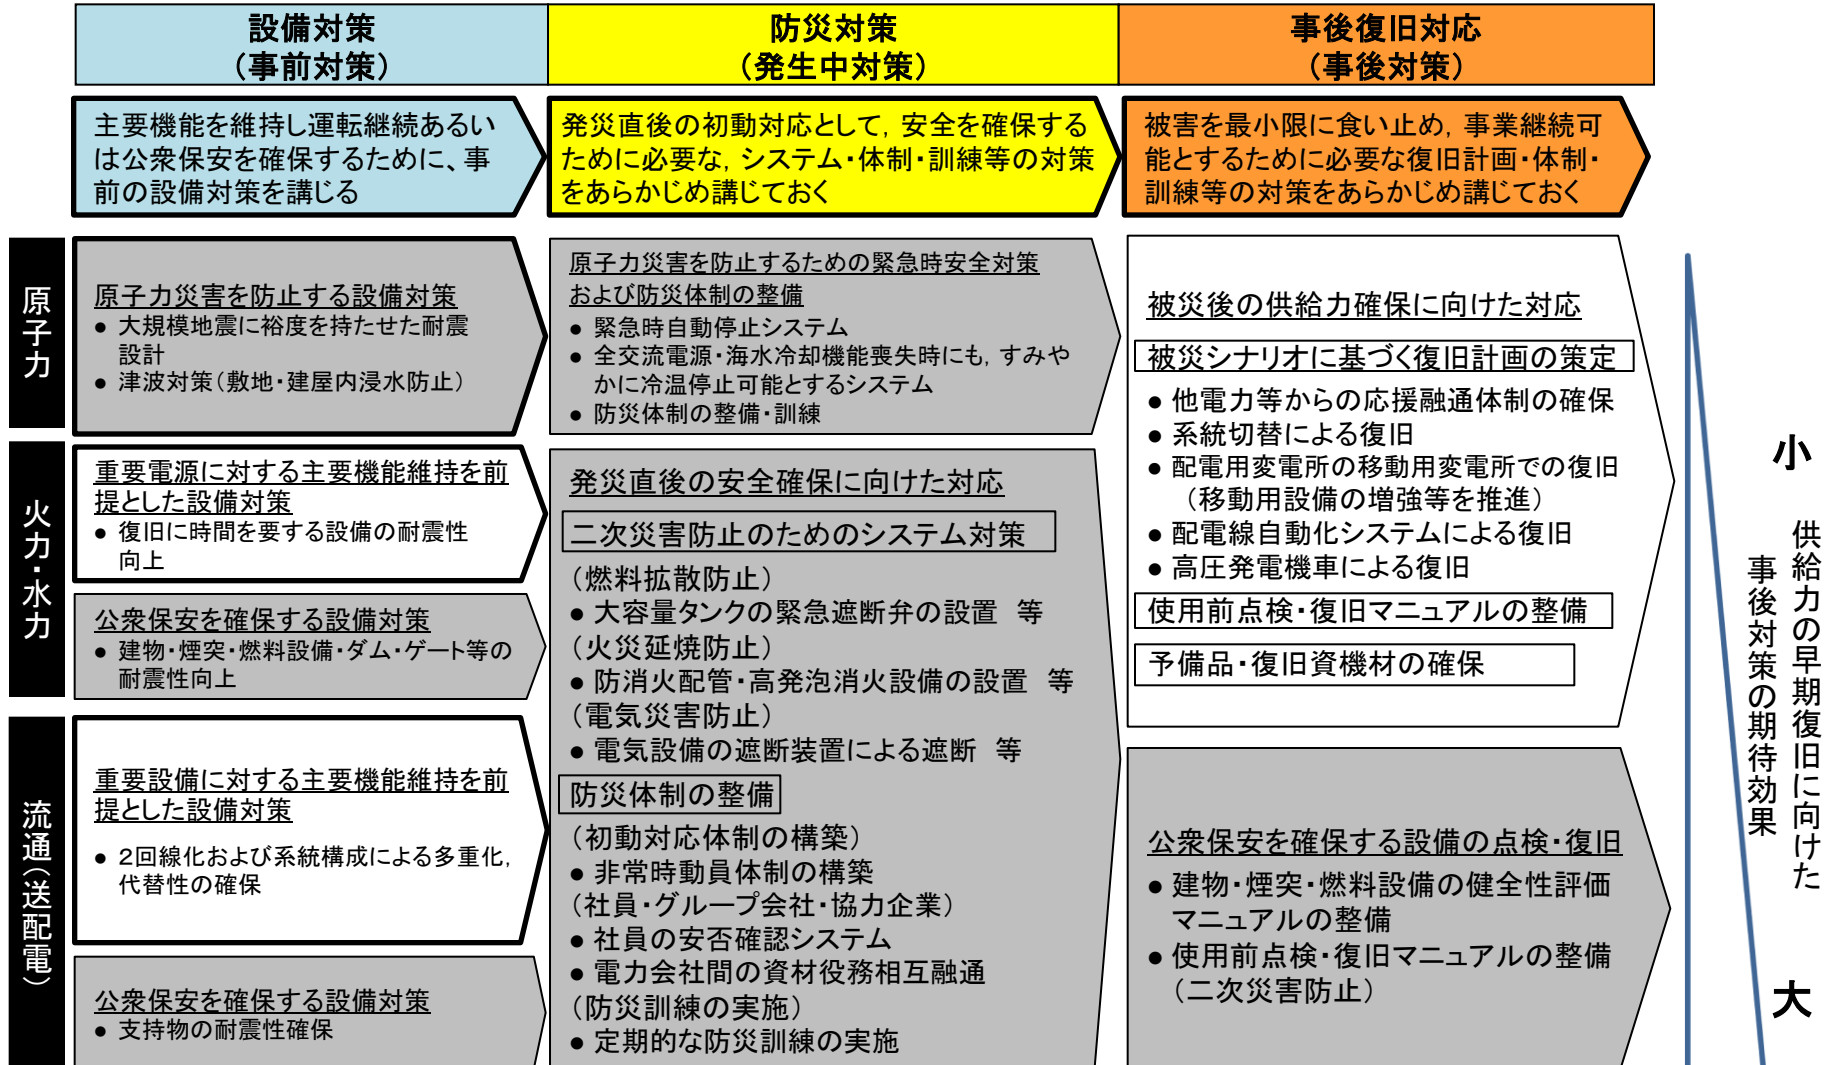 設備対策
（事前対策）
防災対策
（発生中対策）
事後復旧対応
（事後対策）
主要機能を維持し運転継続あるい
は公衆保安を確保するために、事
前の設備対策を講じる
発災直後の初動対応として，安全を確保する
ために必要な，システム・体制・訓練等の対策
をあらかじめ講じておく
被害を最小限に食い止め，事業継続可
能とするために必要な復旧計画・体制・
訓練等の対策をあらかじめ講じておく
原子力
原子力災害を防止する設備対策
● 大規模地震に裕度を持たせた耐震
設計
● 津波対策（敷地・建屋内浸水防止）
原子力災害を防止するための緊急時安全対策
および防災体制の整備
● 緊急時自動停止システム
● 全交流電源・海水冷却機能喪失時にも，すみや
かに冷温停止可能とするシステム
● 防災体制の整備・訓練
火力・水力
重要電源に対する主要機能維持を前
提とした設備対策
● 復旧に時間を要する設備の耐震性
向上
公衆保安を確保する設備対策
● 建物・煙突・燃料設備・ダム・ゲート等の
耐震性向上
流通（送配電）
重要設備に対する主要機能維持を前
提とした設備対策
● ２回線化および系統構成による多重化，
代替性の確保
公衆保安を確保する設備対策
● 支持物の耐震性確保
発災直後の安全確保に向けた対応
二次災害防止のためのシステム対策
（燃料拡散防止）
● 大容量タンクの緊急遮断弁の設置 等
（火災延焼防止）
● 防消火配管・高発泡消火設備の設置 等
（電気災害防止）
● 電気設備の遮断装置による遮断 等
防災体制の整備
（初動対応体制の構築）
● 非常時動員体制の構築
（社員・グループ会社・協力企業）
● 社員の安否確認システム
● 電力会社間の資材役務相互融通
（防災訓練の実施）
● 定期的な防災訓練の実施
被災後の供給力確保に向けた対応
被災シナリオに基づく復旧計画の策定
● 他電力等からの応援融通体制の確保
● 系統切替による復旧
● 配電用変電所の移動用変電所での復旧
（移動用設備の増強等を推進）
● 配電線自動化システムによる復旧
● 高圧発電機車による復旧
使用前点検・復旧マニュアルの整備
予備品・復旧資機材の確保
公衆保安を確保する設備の点検・復旧
● 建物・煙突・燃料設備の健全性評価
マニュアルの整備
● 使用前点検・復旧マニュアルの整備
（二次災害防止）
小
供給力の早期復旧に向けた
事後対策の期待効果
大